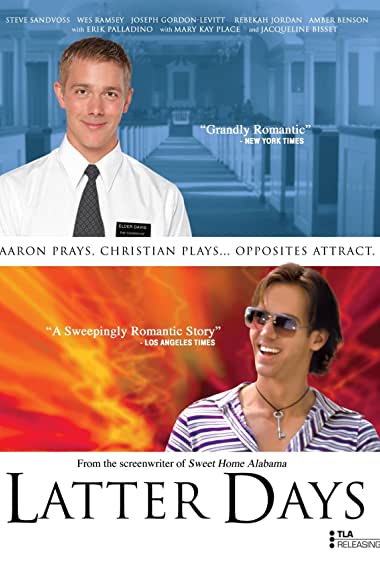 STEVE SANDVOSS WES RAMSEY JOSEPH GORDON-LEVITT REBEKAH JORDAN AMBER BENSON
with ERIK PALLADINO with MARY KAY PLACE and JACQUELINE BISSET
"Grandly Romantic"
- NEW YORK TIMES
ELDER DAVIS
AARON PRAYS, CHRISTIAN PLAYS... OPPOSITES ATTRACT.
"A Sweepingly Romantic Story"
- LOS ANGELES TIMES
From the screenwriter of Sweet Home Alabama
LATTER DAYS
TLA
RELEASING